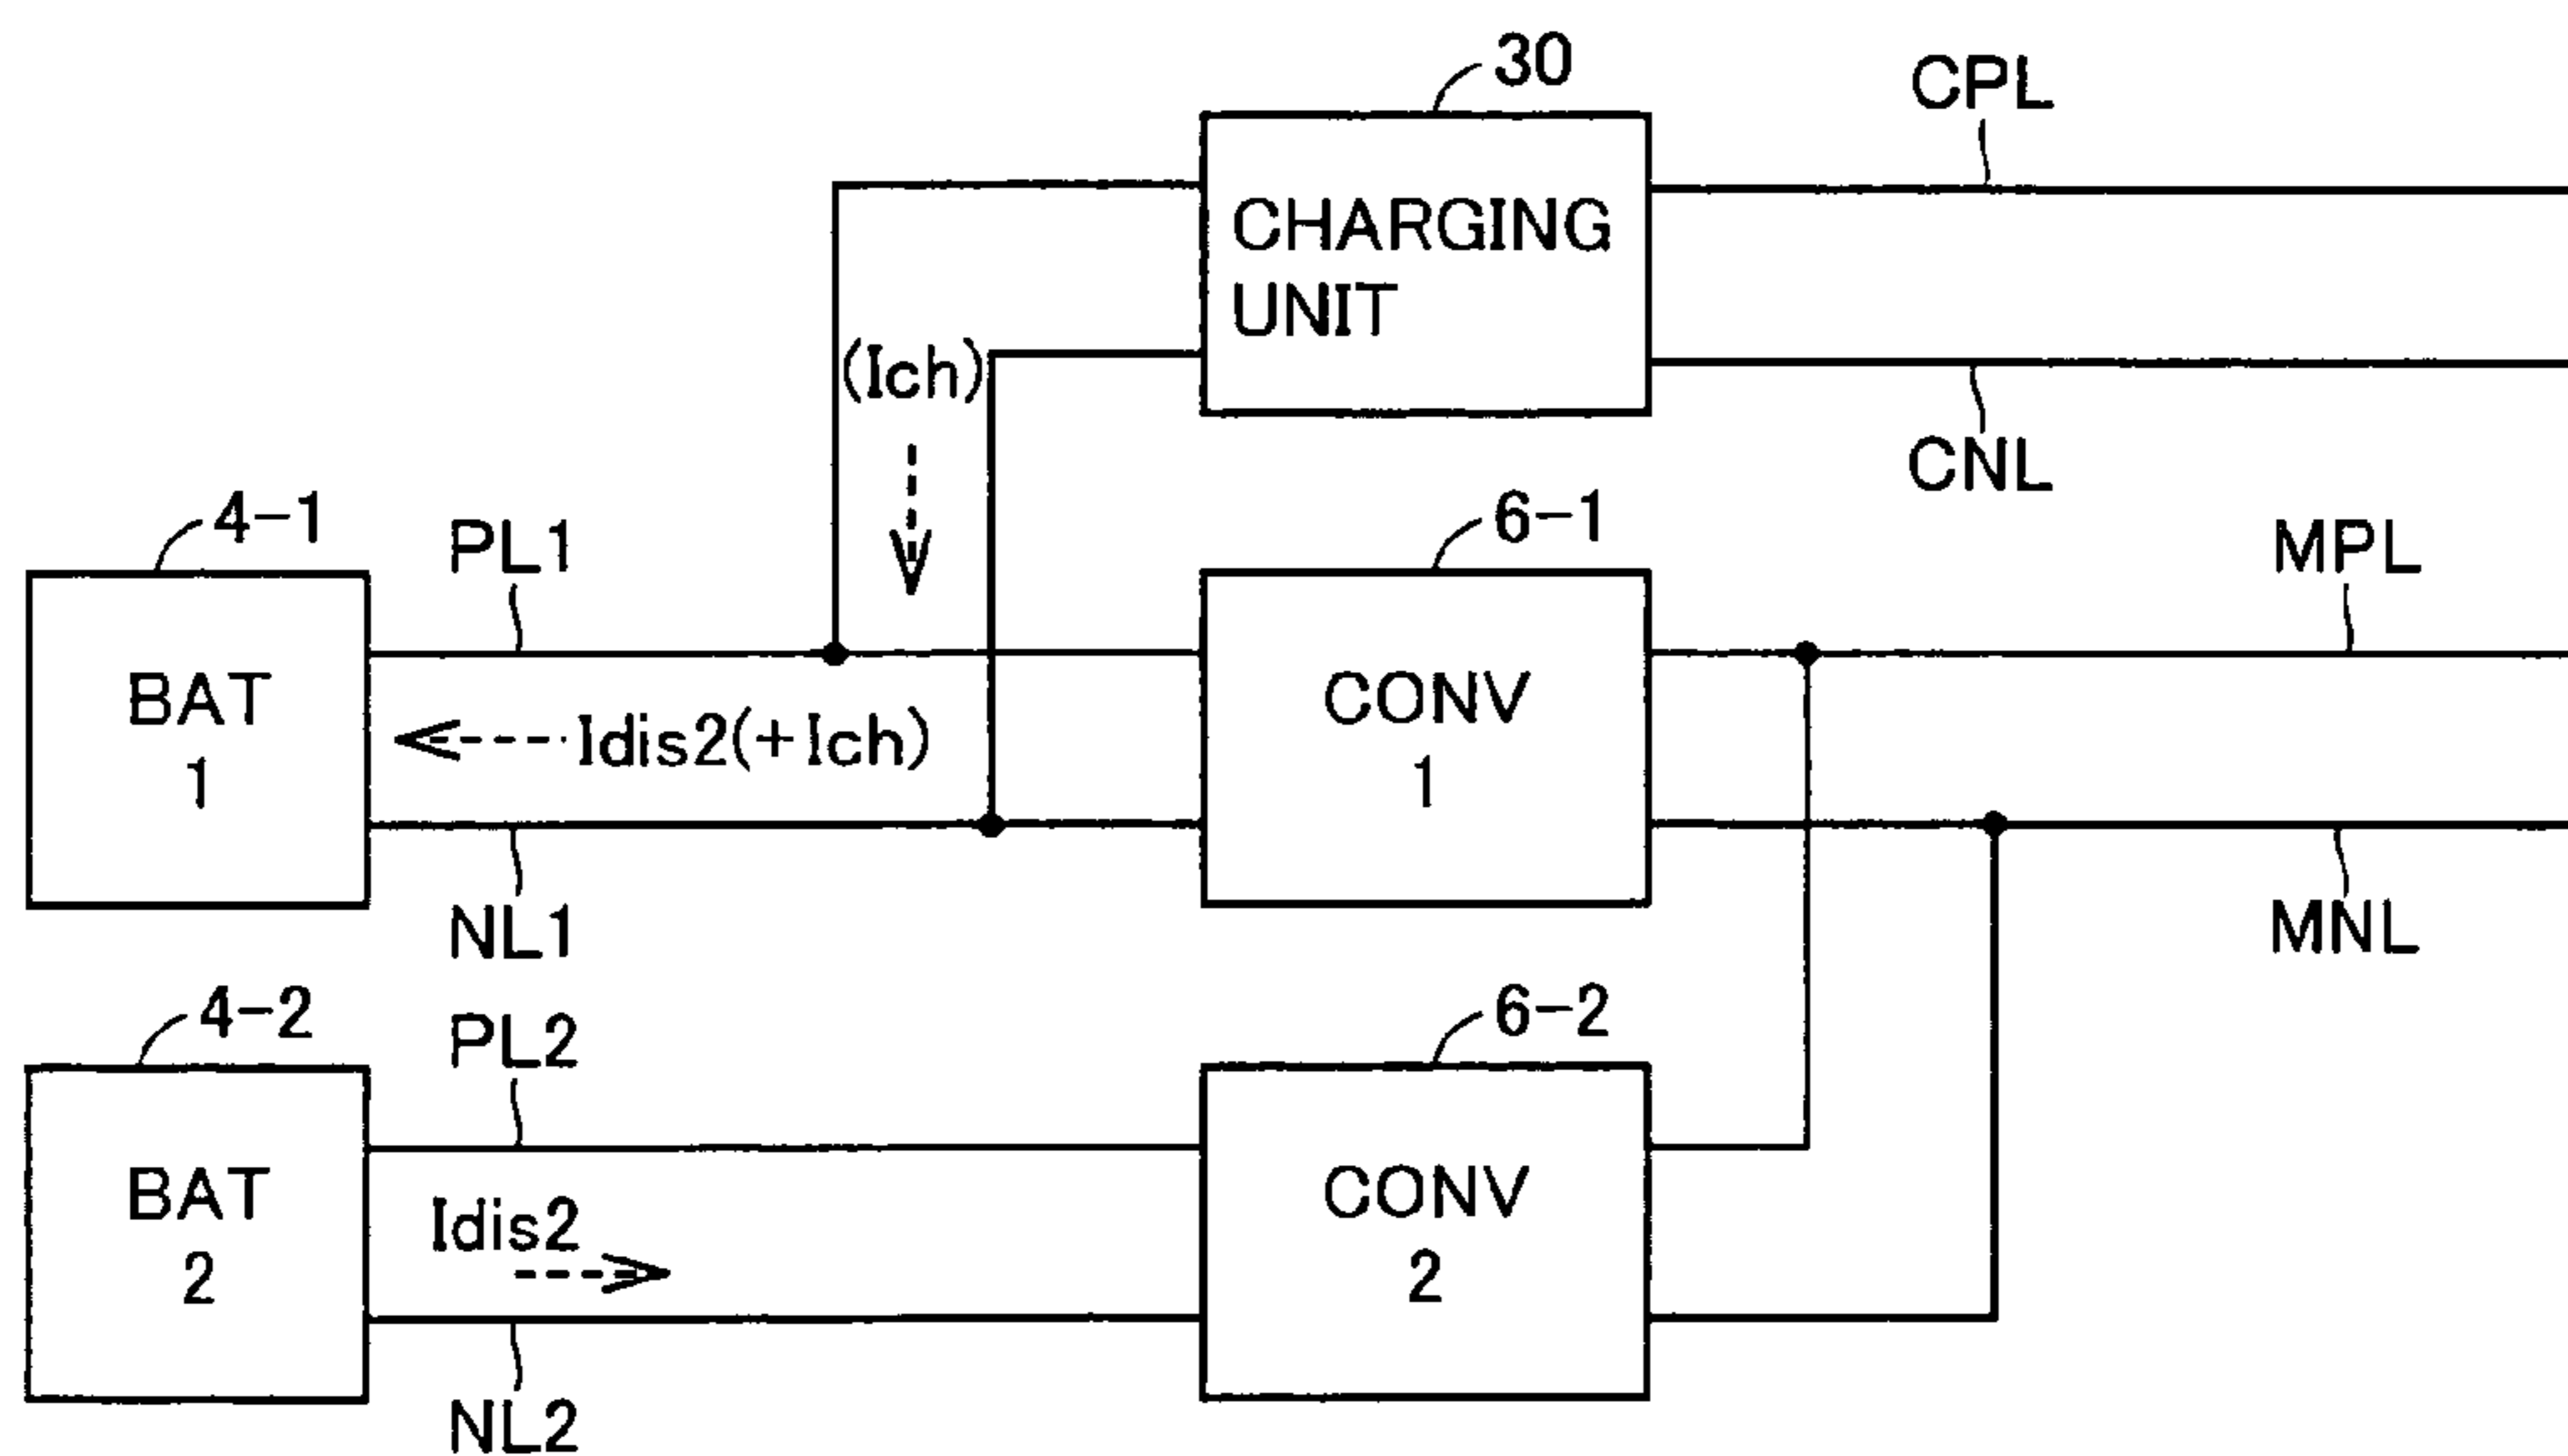 30
CPL
CHARGING
UNIT
(Ich)
CNL
4-1
PL1
6-1
MPL
BAT
1
Idis2(+Ich)
CONV
1
NL1
MNL
4-2
PL2
6-2
BAT
2
Idis2
CONV
2
NL2